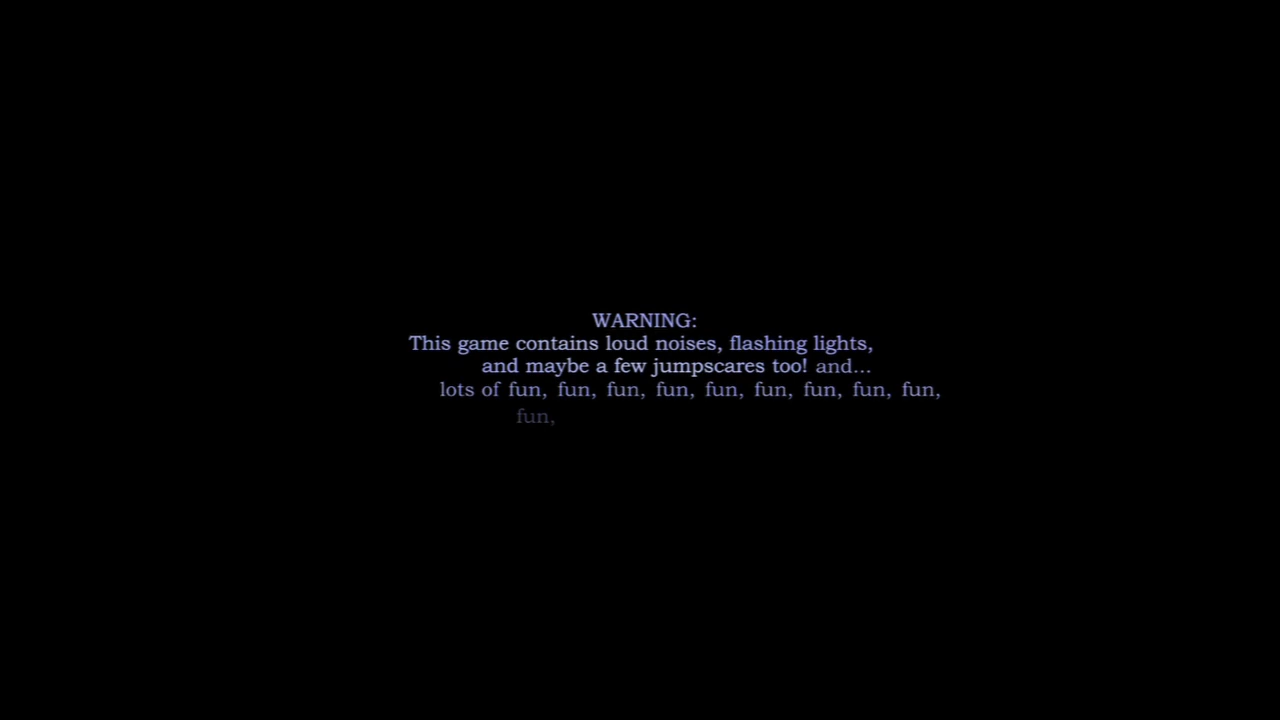 WARNING:
This game contains loud noises, flashing lights,
and maybe a few jumpscares too! and...
lots of fun, fun, fun, fun, fun, fun, fun, fun, fun,
fun,